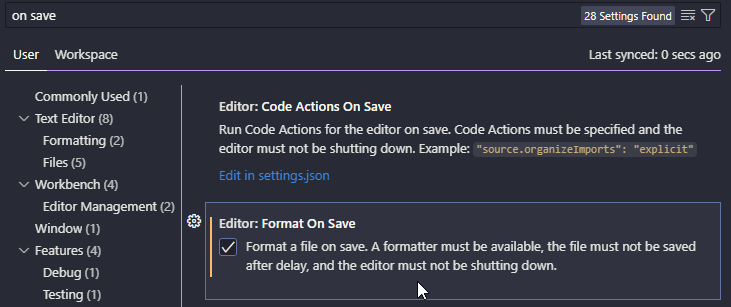 on save
28 Settings Found
User
Workspace
Last synced: 0 secs ago
Commonly Used (1)
Text Editor (8)
Formatting (2)
Files (5)
Workbench (4)
Editor Management (2)
Window (1)
Features (4)
Debug (1)
Testing (1)
Editor: Code Actions On Save
Run Code Actions for the editor on save. Code Actions must be specified and the
editor must not be shutting down. Example: "source.organizeImports": "explicit"
Edit in settings.json
Editor: Format On Save
Format a file on save. A formatter must be available, the file must not be saved
after delay, and the editor must not be shutting down.